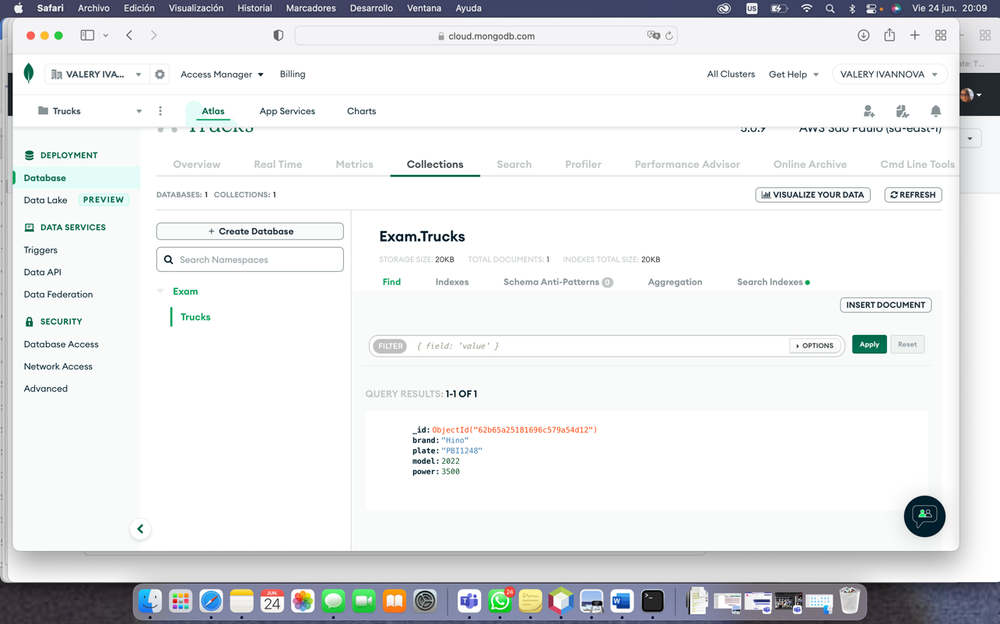 Safari Archivo Edición Visualización Historial Marcadores Desarrollo Ventana Ayuda US Vie 24 jun. 20:09
cloud.mongodb.com
ate: T...
VALERY IVA... Access Manager Billing All Clusters Get Help VALERY IVANNOVA
Trucks Atlas App Services Charts
Trucks 5.0.9 AWS Sao Paulo (sa-east-1)
Overview Real Time Metrics Collections Search Profiler Performance Advisor Online Archive Cmd Line Tools
DATABASES: 1 COLLECTIONS: 1 VISUALIZE YOUR DATA REFRESH
DEPLOYMENT
Database
Data Lake PREVIEW
DATA SERVICES
Triggers
Data API
Data Federation
SECURITY
Database Access
Network Access
Advanced
+ Create Database
Search Namespaces
Exam
Trucks
Exam.Trucks
STORAGE SIZE: 20KB TOTAL DOCUMENTS: 1 INDEXES TOTAL SIZE: 20KB
Find Indexes Schema Anti-Patterns 0 Aggregation Search Indexes
INSERT DOCUMENT
FILTER { field: 'value' } OPTIONS Apply Reset
QUERY RESULTS: 1-1 OF 1
_id: ObjectId("62b65a25181696c579a54d12")
brand: "Hino"
plate: "PBI1248"
model: 2022
power: 3500
JUN.
24
24